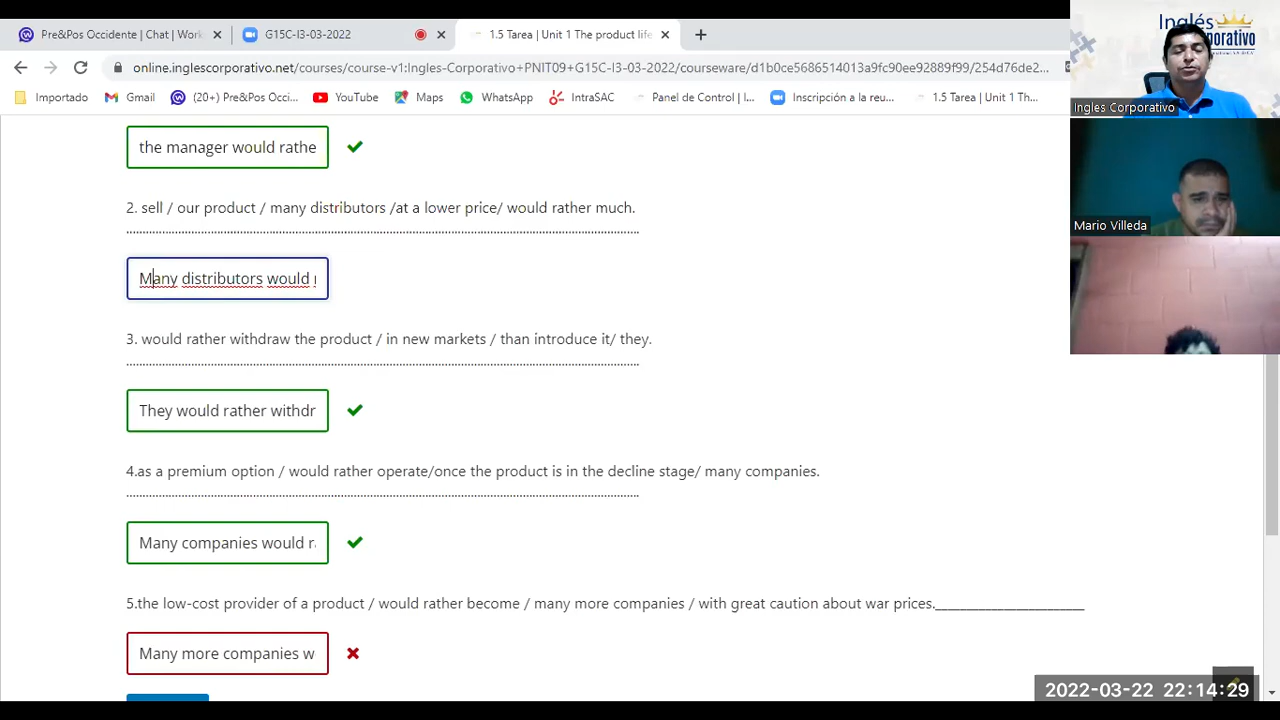 Pre&Pos Occidente | Chat | Work
G15C-I3-03-2022
1.5 Tarea | Unit 1 The product life
online.inglescorporativo.net/courses/course-v1:Ingles-Corporativo+PNIT09+G15C-I3-03-2022/courseware/d1b0ce5686514013a9fc90ee92889f99/254d76de2...
Importado
Gmail
(20+) Pre&Pos Occi...
YouTube
Maps
WhatsApp
IntraSAC
Panel de Control | I...
Inscripción a la reu...
1.5 Tarea | Unit 1 Th...
Inglés
Ingles Corporativo
Mario Villeda
the manager would rathe
2. sell / our product / many distributors /at a lower price/ would rather much.
Many distributors would
3. would rather withdraw the product / in new markets / than introduce it/ they.
They would rather withdr
4.as a premium option / would rather operate/once the product is in the decline stage/ many companies.
Many companies would r
5.the low-cost provider of a product / would rather become / many more companies / with great caution about war prices.________________________
Many more companies w
2022-03-22 22:14:29